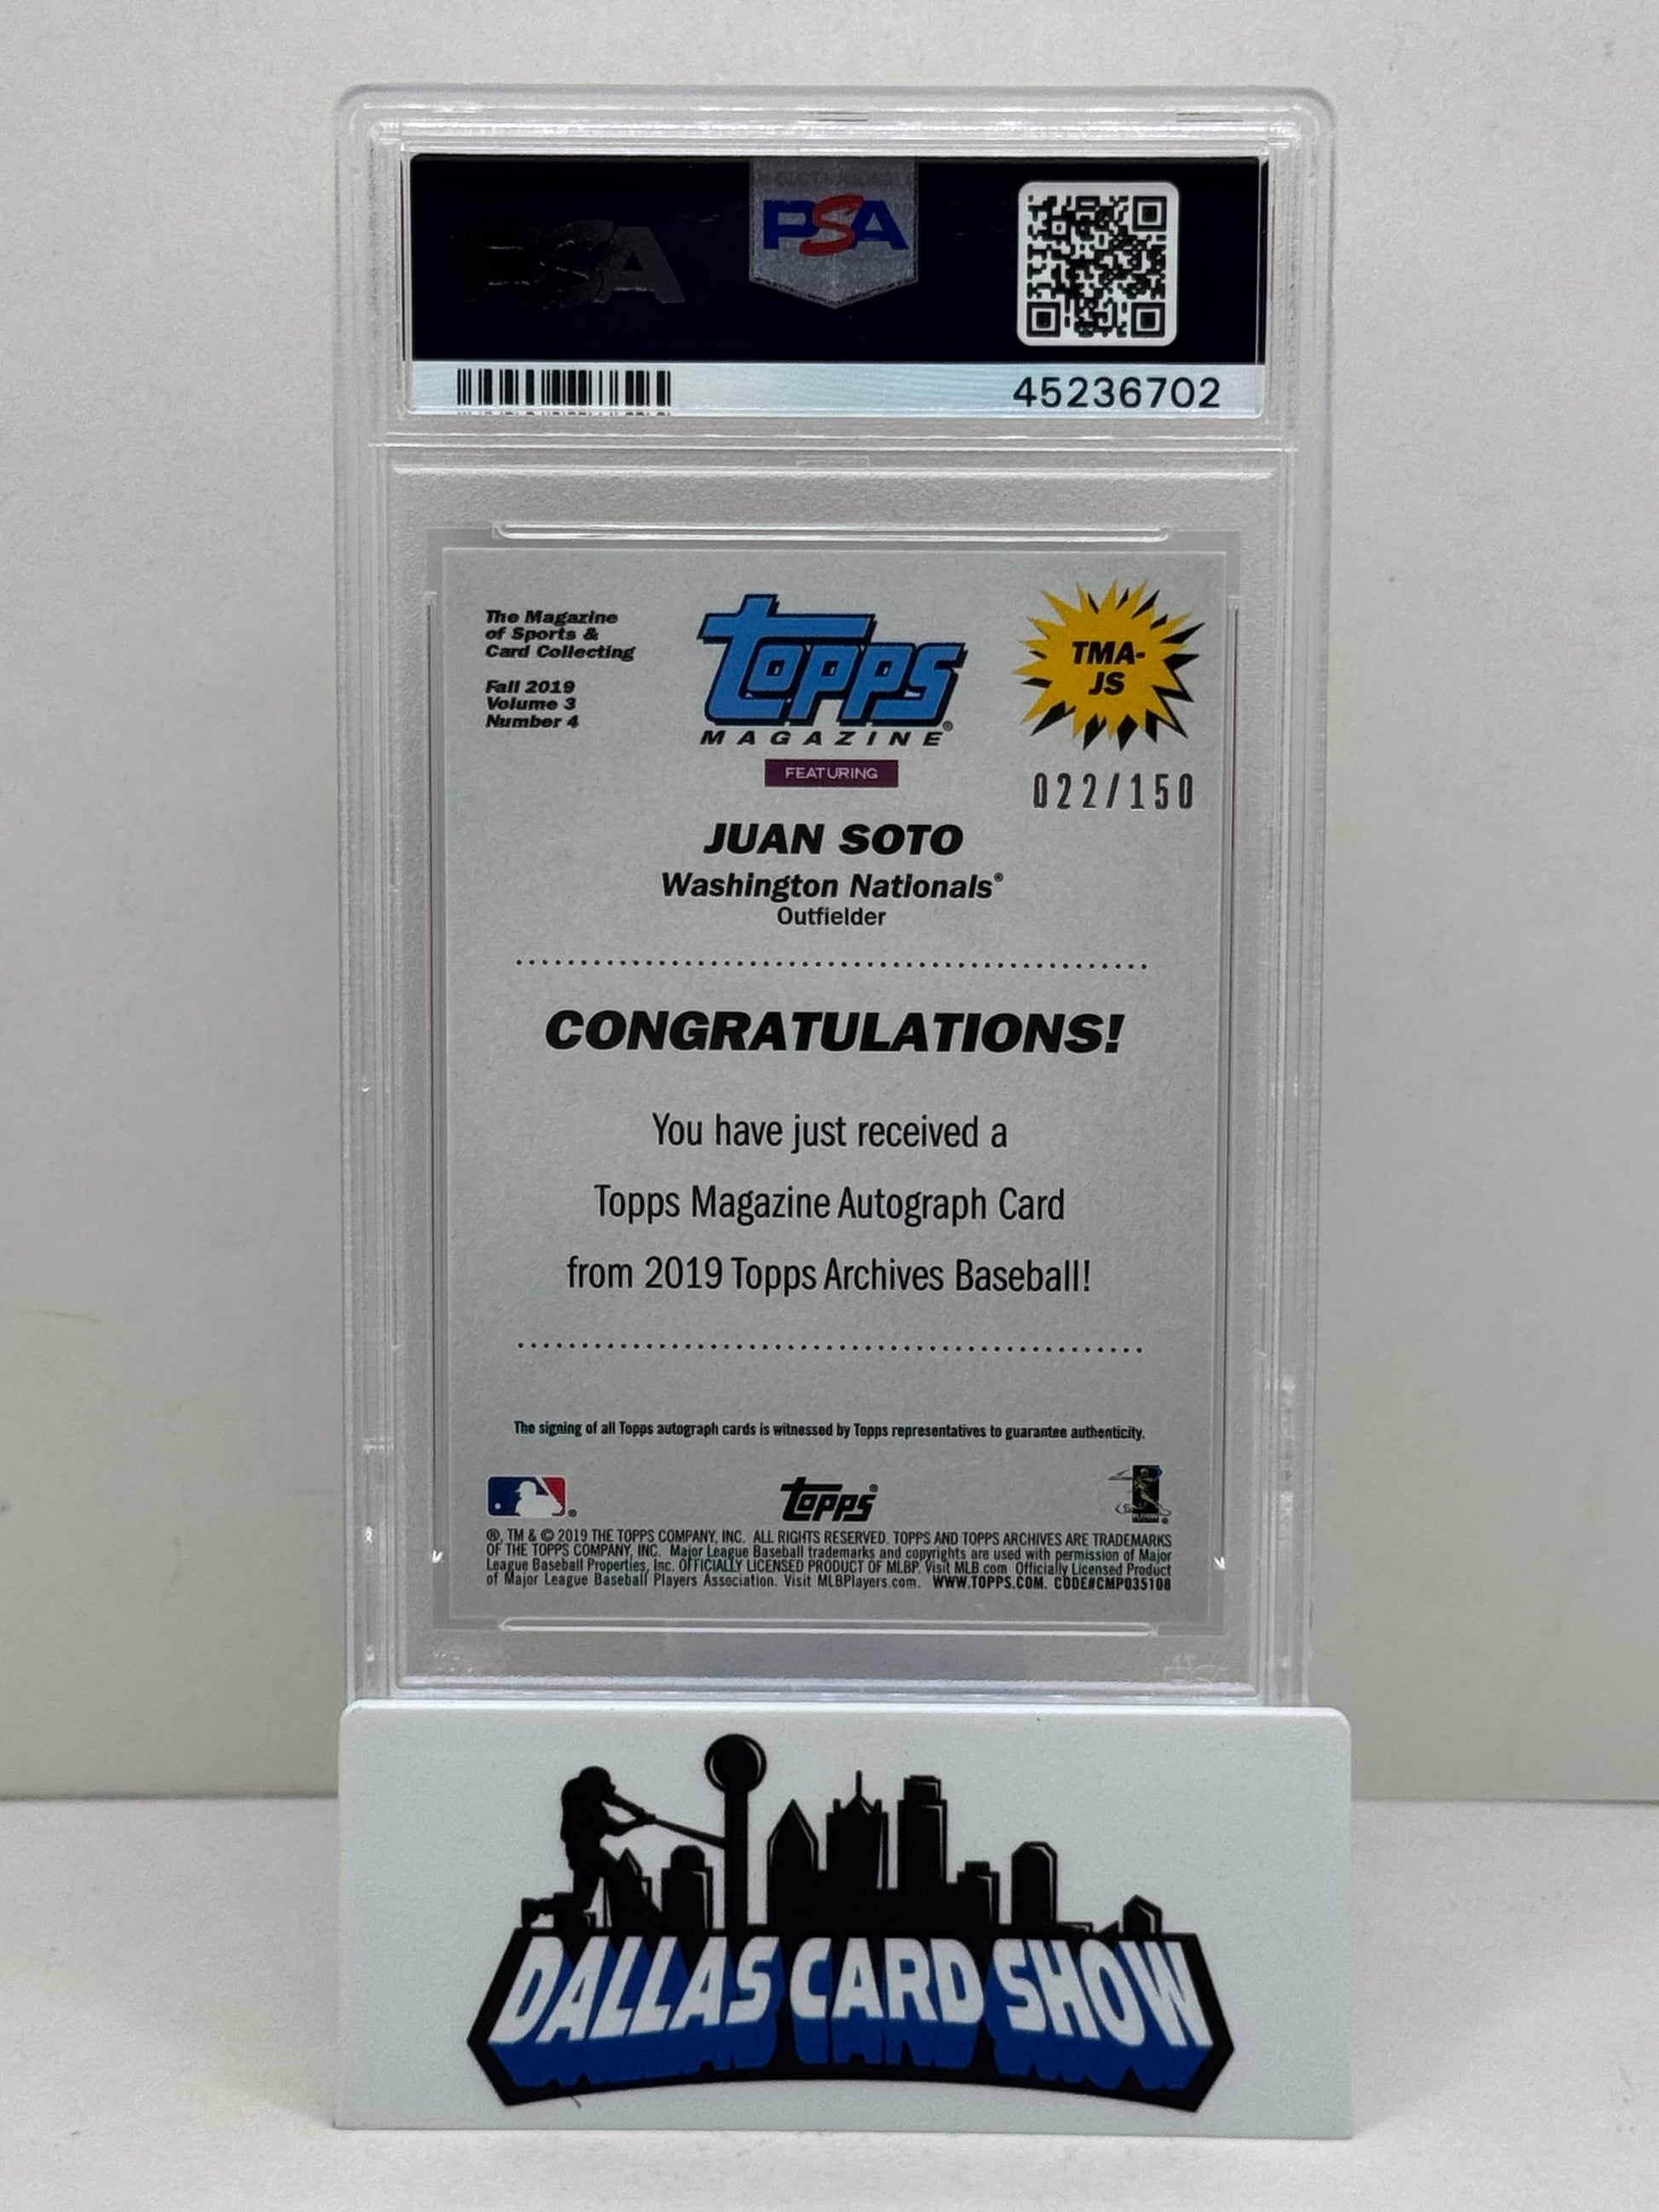 PSA
PSA
45236702
The Magazine
of Sports &
Card Collecting
Fall 2019
Volume 3
Number 4
Topps®
MAGAZINE
TMA-
JS
022/150
FEATURING
JUAN SOTO
Washington Nationals®
Outfielder
CONGRATULATIONS!
You have just received a
Topps Magazine Autograph Card
from 2019 Topps Archives Baseball!
The signing of all Topps autograph cards is witnessed by Topps representatives to guarantee authenticity.
Topps®
®, TM & © 2019 THE TOPPS COMPANY, INC. ALL RIGHTS RESERVED. TOPPS AND TOPPS ARCHIVES ARE TRADEMARKS
OF THE TOPPS COMPANY, INC. Major League Baseball trademarks and copyrights are used with permission of Major
League Baseball Properties, Inc. OFFICIALLY LICENSED PRODUCT OF MLBP. Visit MLB.com Officially Licensed Product
of Major League Baseball Players Association. Visit MLBPlayers.com. WWW.TOPPS.COM. CODE#CMP035108
DALLAS CARD SHOW